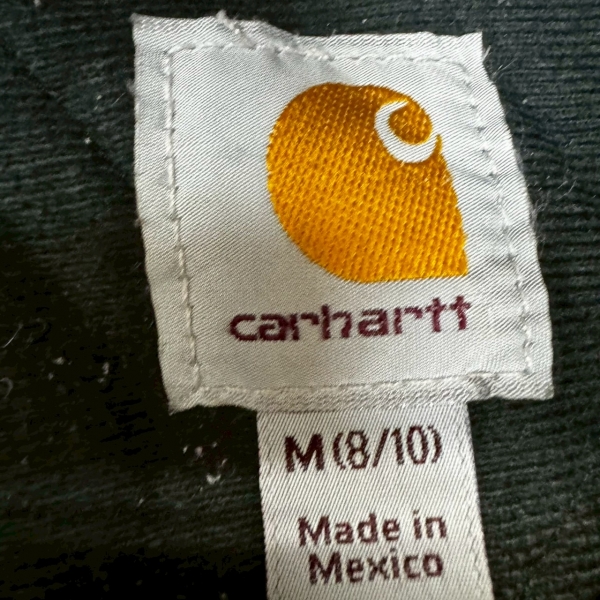 carhartt
M (8/10)
Made in
Mexico